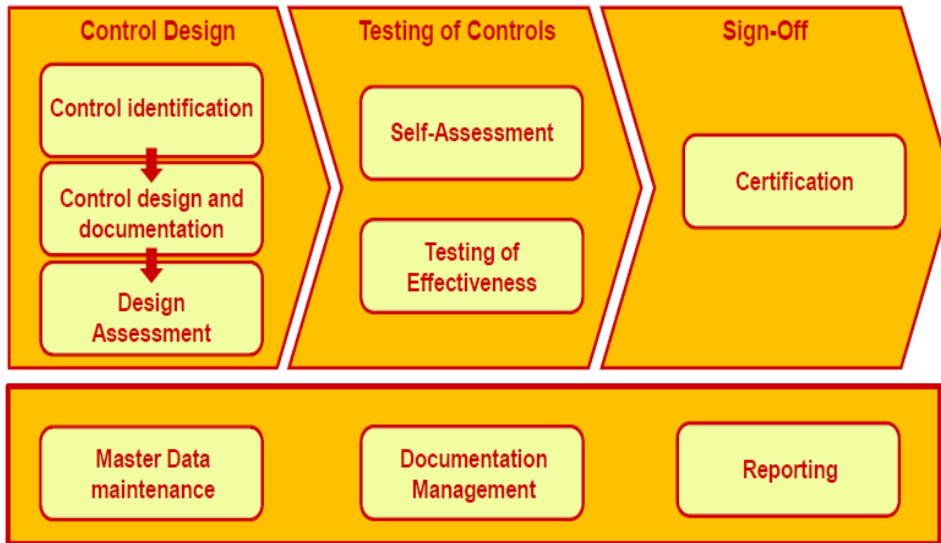 Control Design
Control identification
Control design and
documentation
Design
Assessment
Testing of Controls
Self-Assessment
Testing of
Effectiveness
Sign-Off
Certification
Master Data
maintenance
Documentation
Management
Reporting